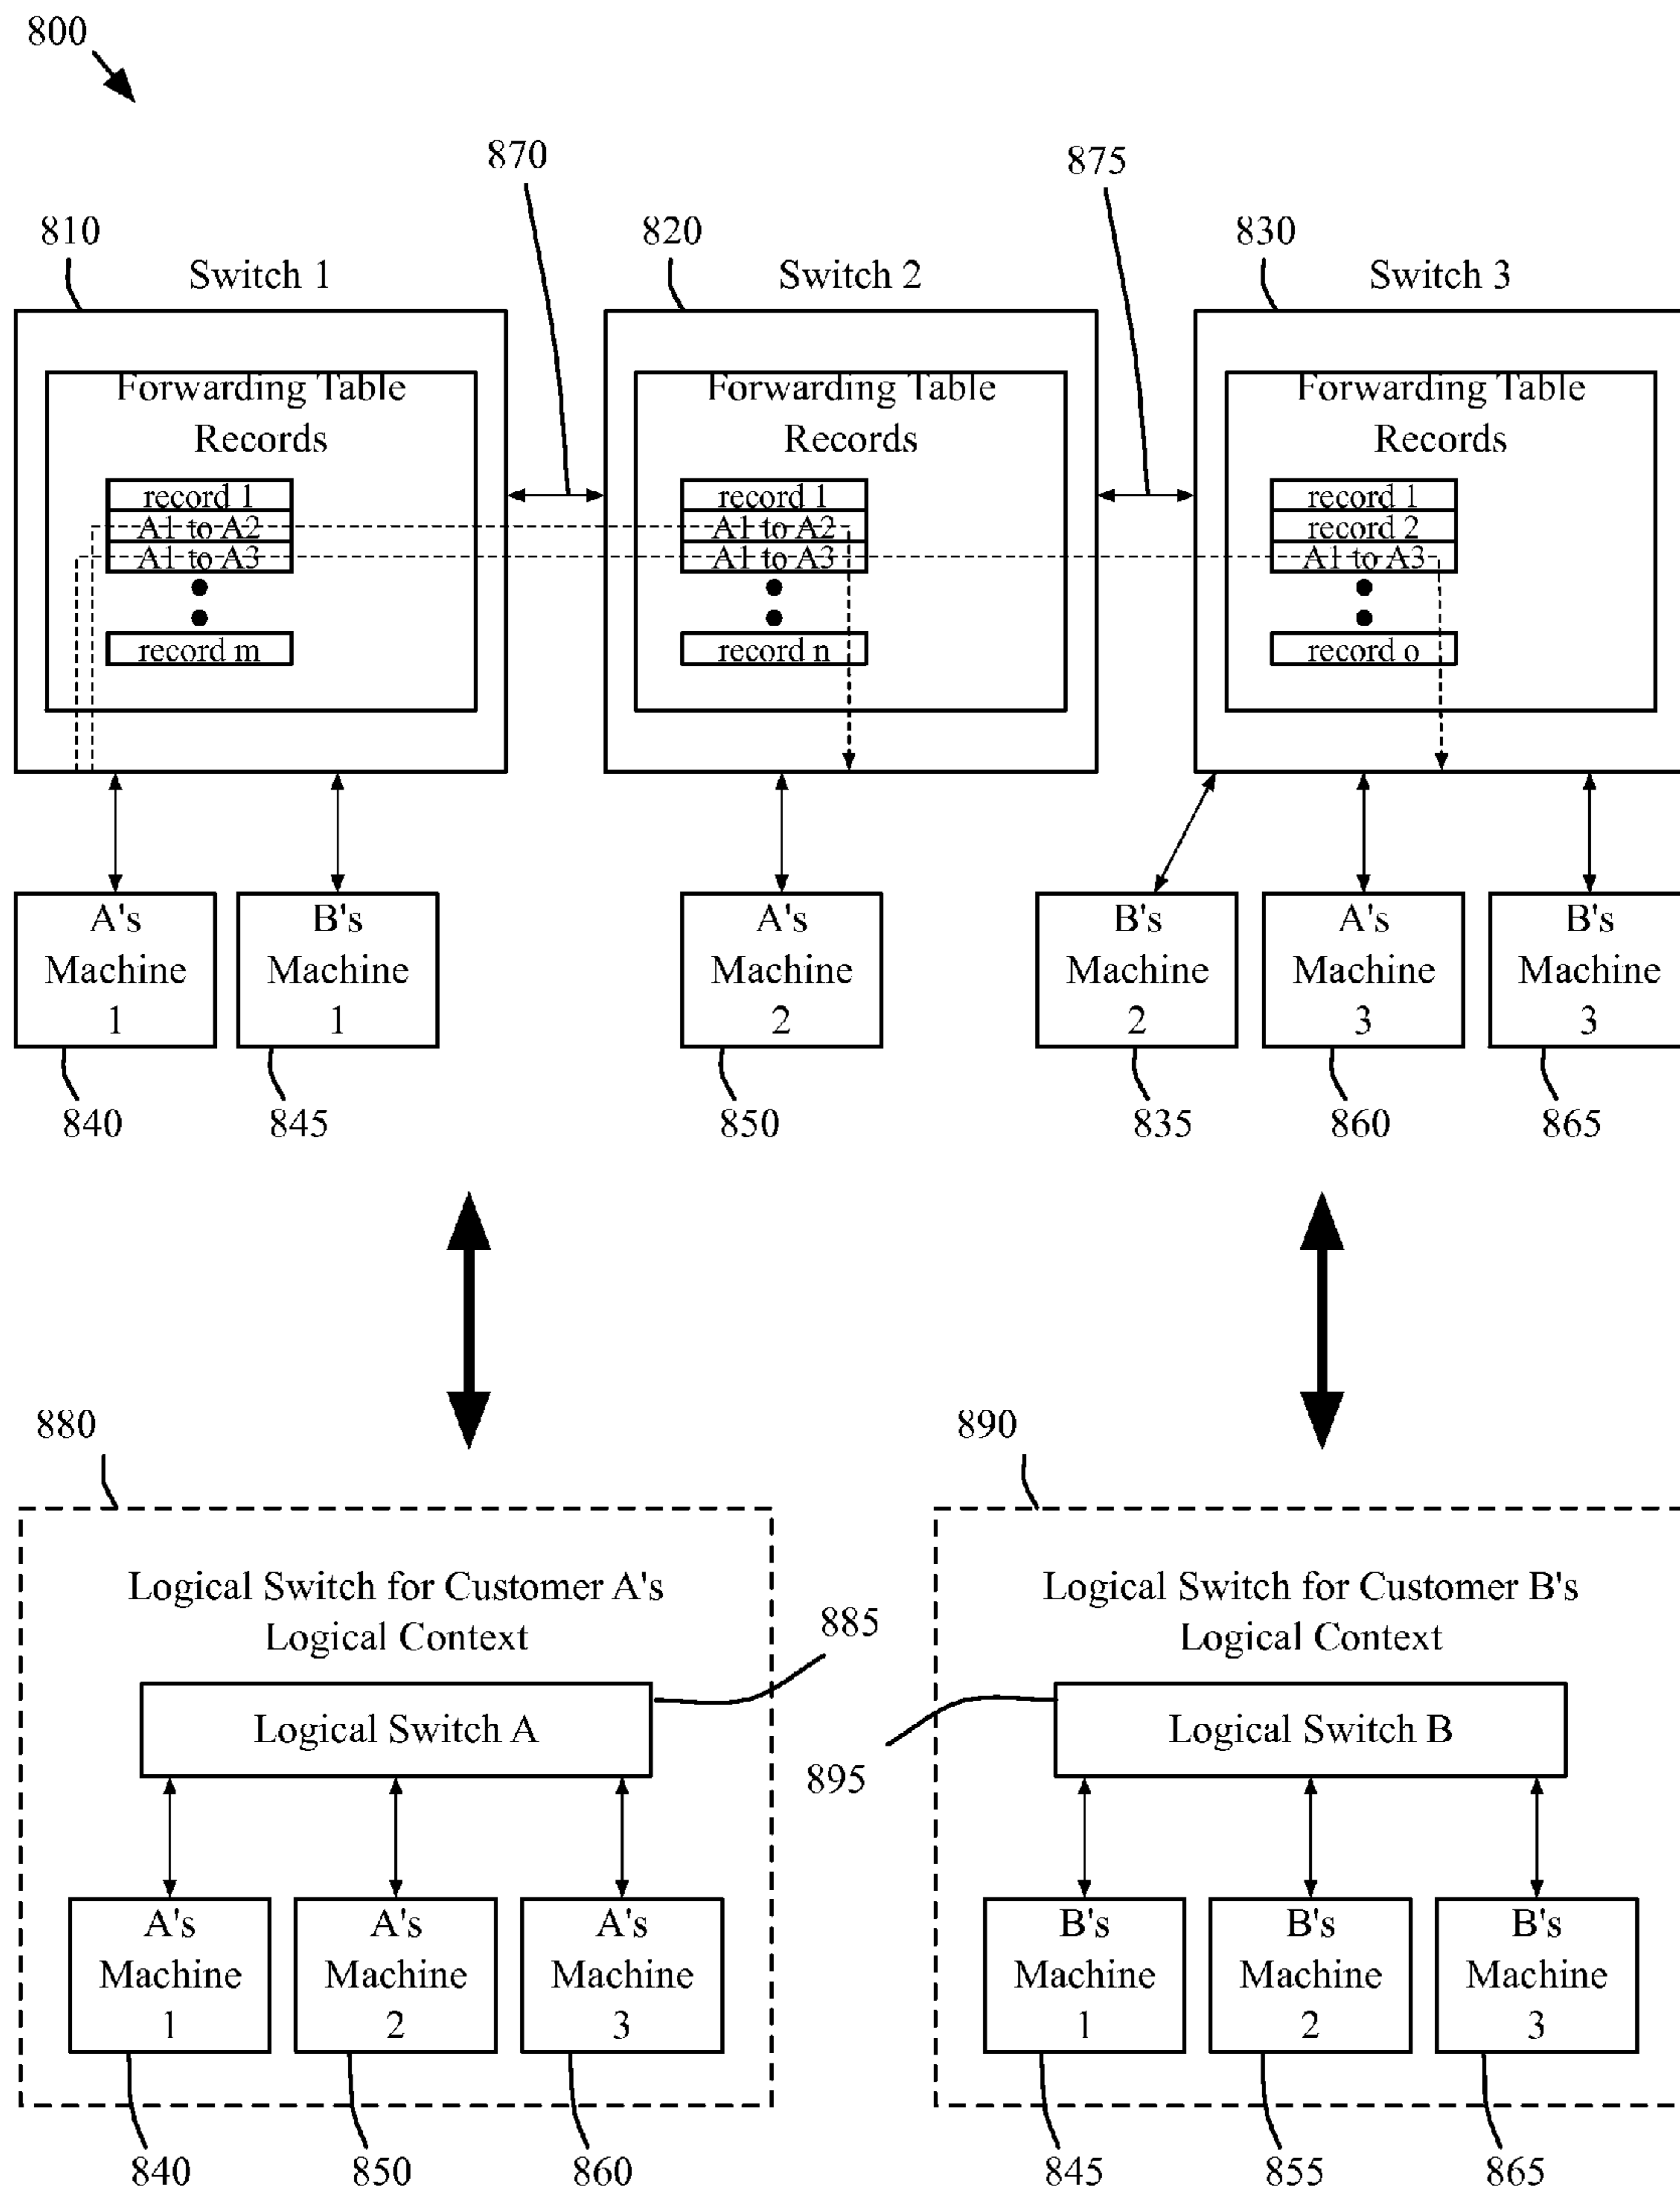 800
870
875
810
820
830
Switch 1
Switch 2
Switch 3
Forwarding Table
Records
record 1
A1 to A2
A1 to A3
record m
Forwarding Table
Records
record 1
A1 to A2
A1 to A3
record n
Forwarding Table
Records
record 1
record 2
A1 to A3
record o
A's
Machine
1
B's
Machine
1
A's
Machine
2
B's
Machine
2
A's
Machine
3
B's
Machine
3
840
845
850
835
860
865
880
890
Logical Switch for Customer A's
Logical Context
885
Logical Switch A
Logical Switch for Customer B's
Logical Context
895
Logical Switch B
A's
Machine
1
A's
Machine
2
A's
Machine
3
B's
Machine
1
B's
Machine
2
B's
Machine
3
840
850
860
845
855
865